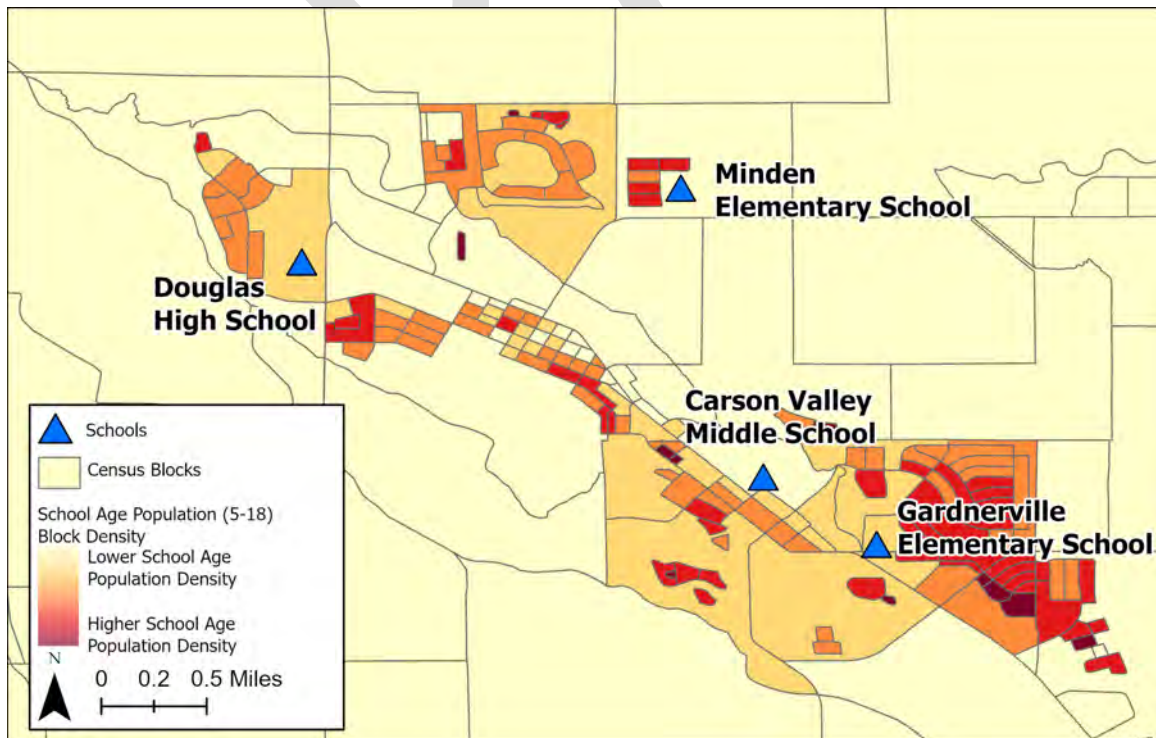 Minden
Elementary School
Douglas
High School
Carson Valley
Middle School
Gardnerville
Elementary School
Schools
Census Blocks
School Age Population (5-18)
Block Density
Lower School Age
Population Density
Higher School Age
Population Density
N
0 0.2 0.5 Miles